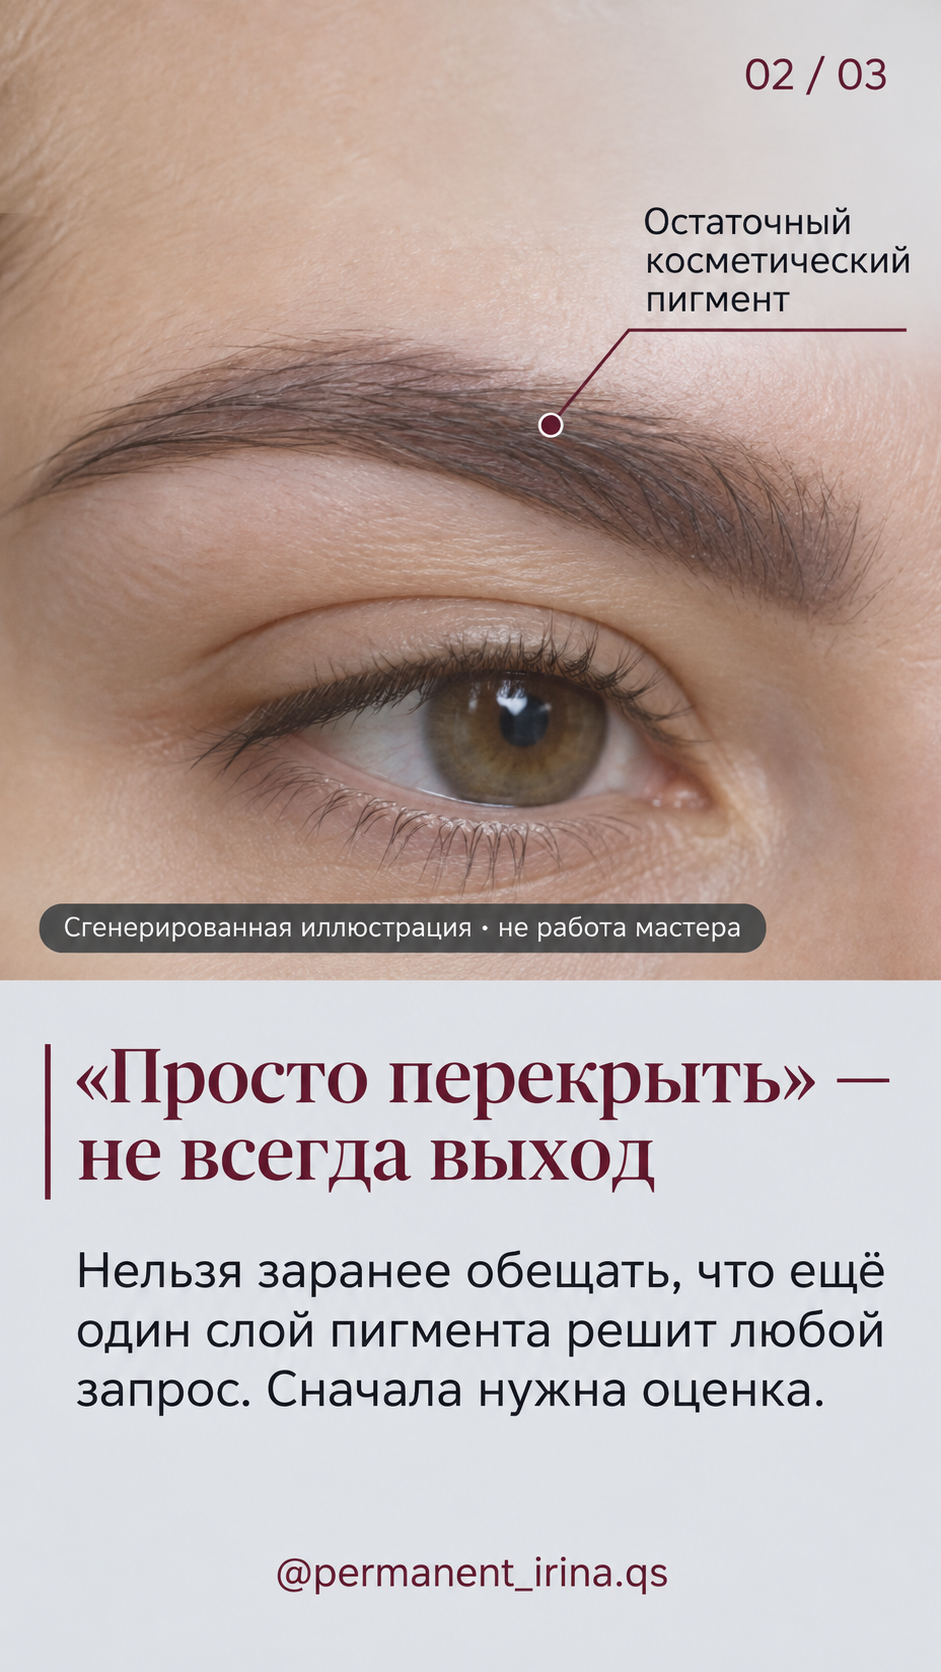 02 / 03
Остаточный
косметический
пигмент
Сгенерированная иллюстрация • не работа мастера
«Просто перекрыть» —
не всегда выход
Нельзя заранее обещать, что ещё
один слой пигмента решит любой
запрос. Сначала нужна оценка.
@permanent_irina.qs